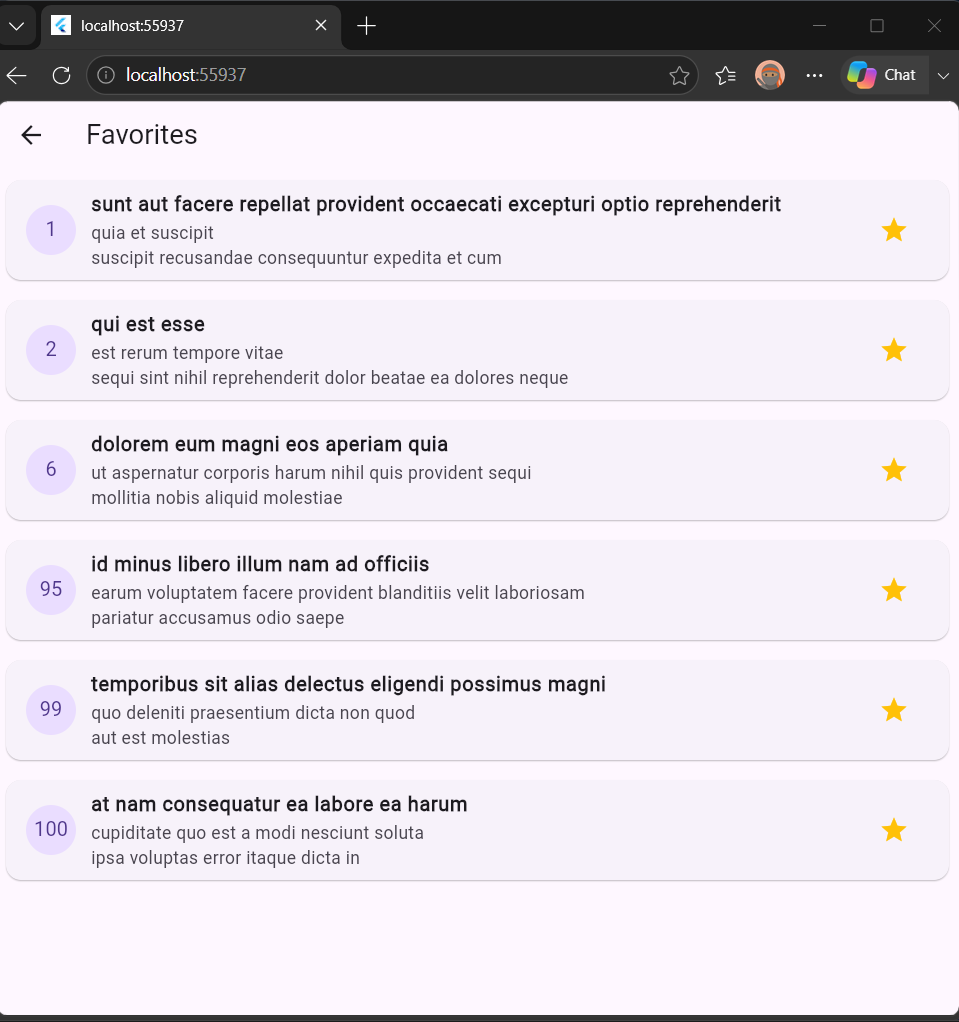 localhost:55937
localhost:55937
Chat
Favorites
1
sunt aut facere repellat provident occaecati excepturi optio reprehenderit
quia et suscipit
suscipit recusandae consequuntur expedita et cum
2
qui est esse
est rerum tempore vitae
sequi sint nihil reprehenderit dolor beatae ea dolores neque
6
dolorem eum magni eos aperiam quia
ut aspernatur corporis harum nihil quis provident sequi
mollitia nobis aliquid molestiae
95
id minus libero illum nam ad officiis
earum voluptatem facere provident blanditiis velit laboriosam
pariatur accusamus odio saepe
99
temporibus sit alias delectus eligendi possimus magni
quo deleniti praesentium dicta non quod
aut est molestias
100
at nam consequatur ea labore ea harum
cupiditate quo est a modi nesciunt soluta
ipsa voluptas error itaque dicta in